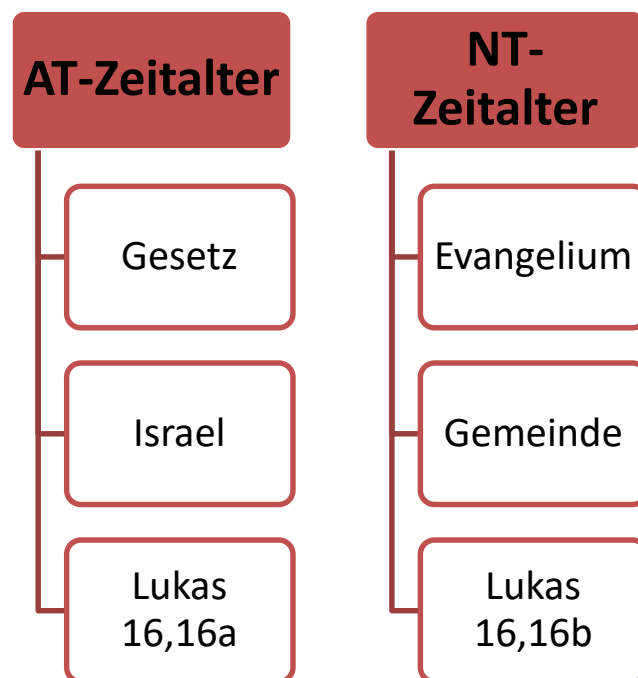 AT-Zeitalter
Gesetz
Israel
Lukas
16,16a
NT-
Zeitalter
Evangelium
Gemeinde
Lukas
16,16b